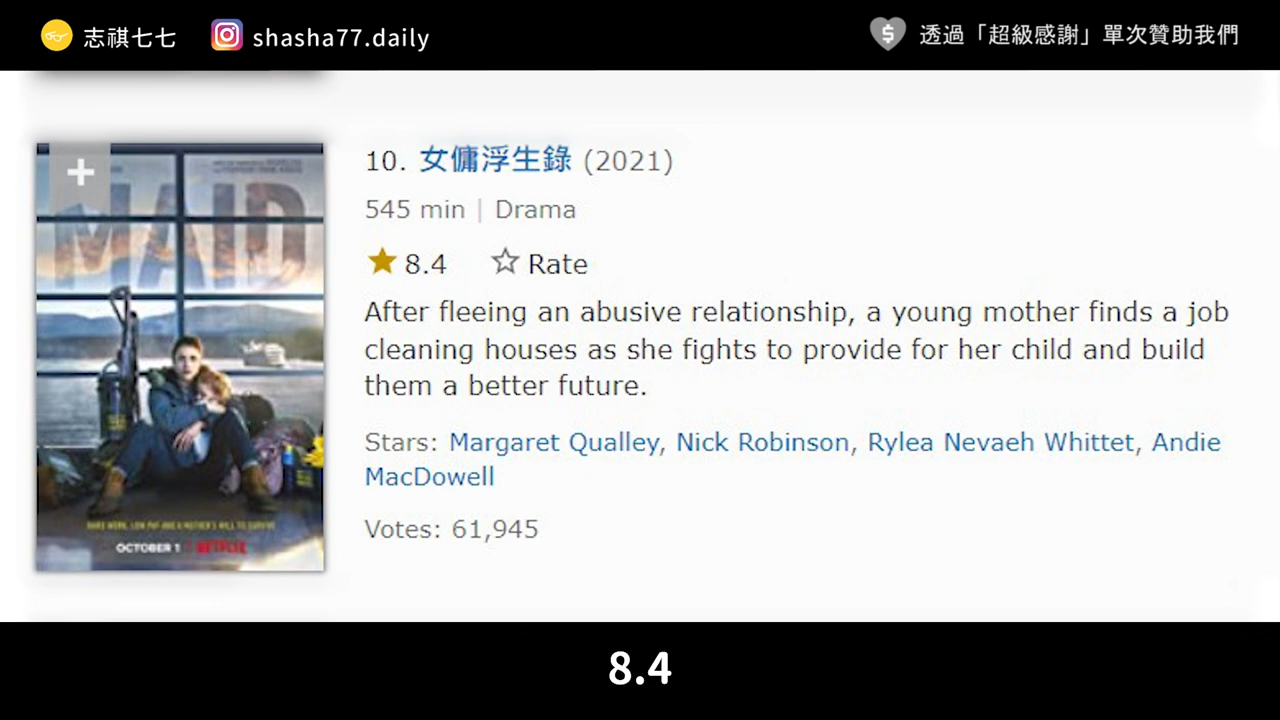 志祺七七
shasha77.daily
透過「超級感謝」單次贊助我們
MAID
OCTOBER 1
NETFLIX
10. 女傭浮生錄 (2021)
545 min | Drama
8.4 Rate
After fleeing an abusive relationship, a young mother finds a job
cleaning houses as she fights to provide for her child and build
them a better future.
Stars: Margaret Qualley, Nick Robinson, Rylea Nevaeh Whittet, Andie
MacDowell
Votes: 61,945
8.4